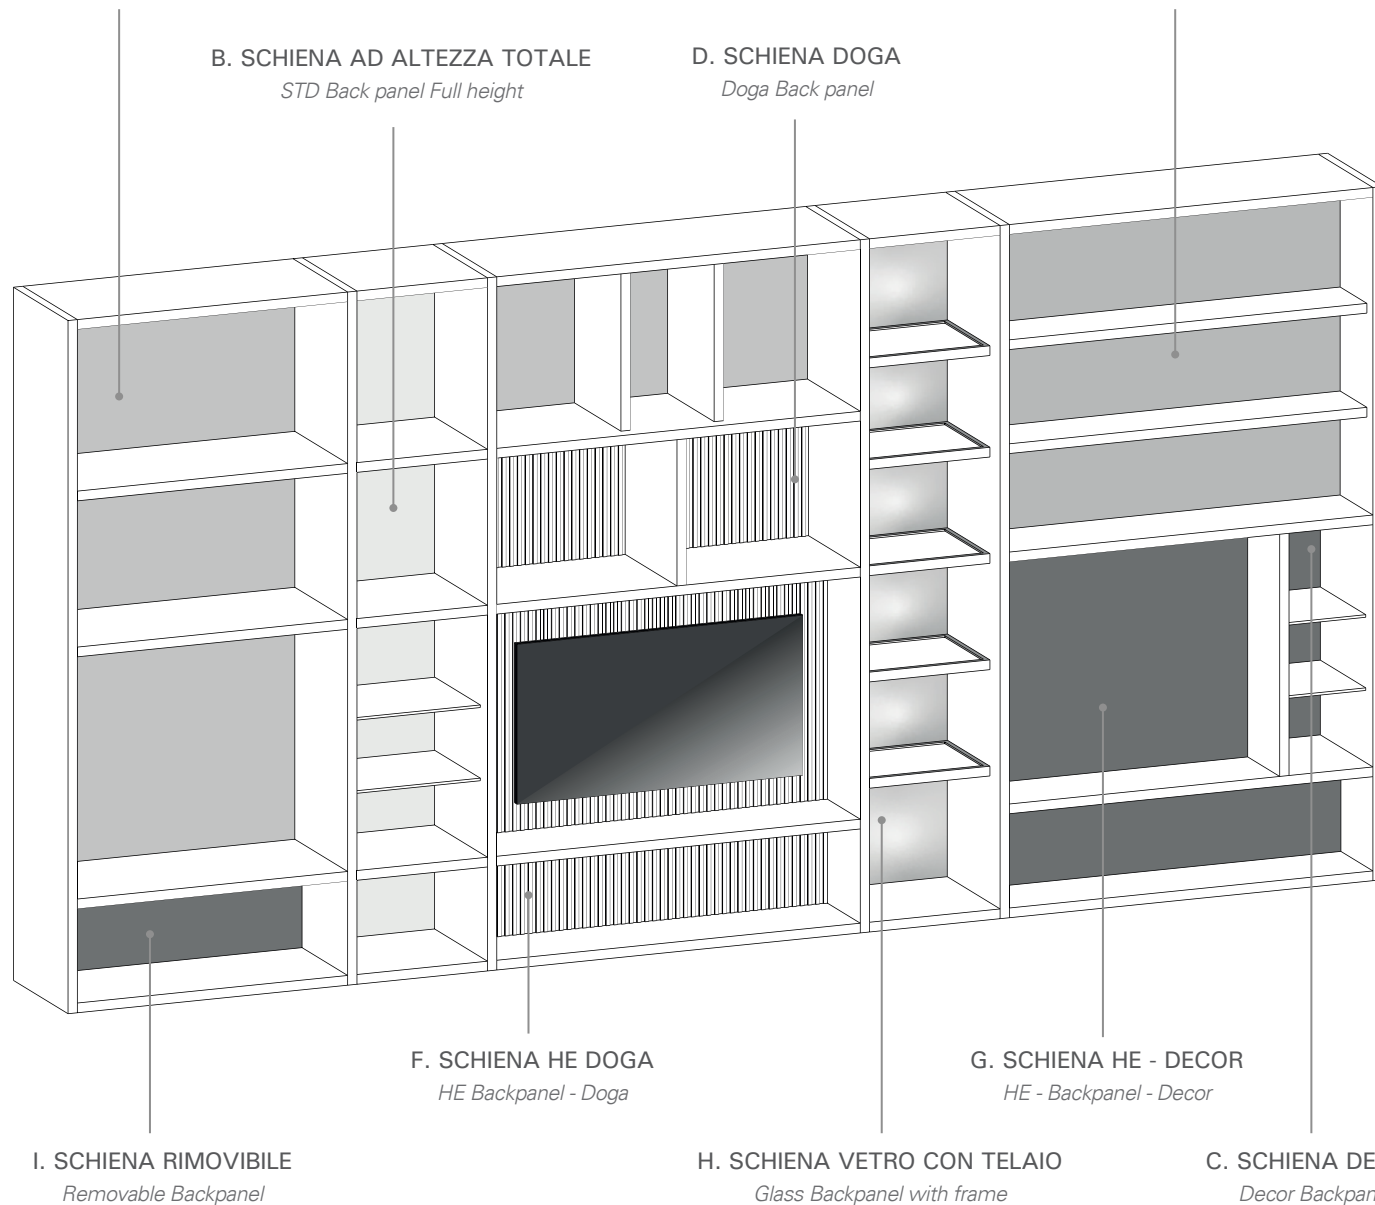 B. SCHIENA AD ALTEZZA TOTALE
STD Back panel Full height
D. SCHIENA DOGA
Doga Back panel
F. SCHIENA HE DOGA
HE Backpanel - Doga
G. SCHIENA HE - DECOR
HE - Backpanel - Decor
I. SCHIENA RIMOVIBILE
Removable Backpanel
H. SCHIENA VETRO CON TELAIO
Glass Backpanel with frame
C. SCHIENA DE
Decor Backpan